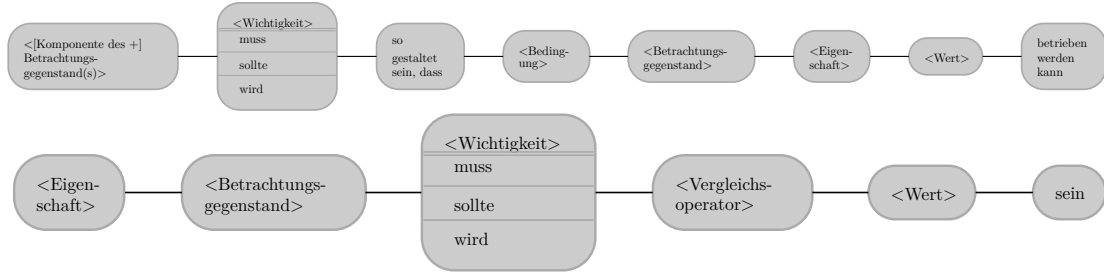 <[Komponente des +]
Betrachtungs-
gegenstand(s)>
<Wichtigkeit>
muss
sollte
wird
so
gestaltet
sein, dass
<Beding-
ung>
<Betrachtungs-
gegenstand>
<Eigen-
schaft>
<Wert>
betrieben
werden
kann
<Eigen-
schaft>
<Betrachtungs-
gegenstand>
<Wichtigkeit>
muss
sollte
wird
<Vergleichs-
operator>
<Wert>
sein